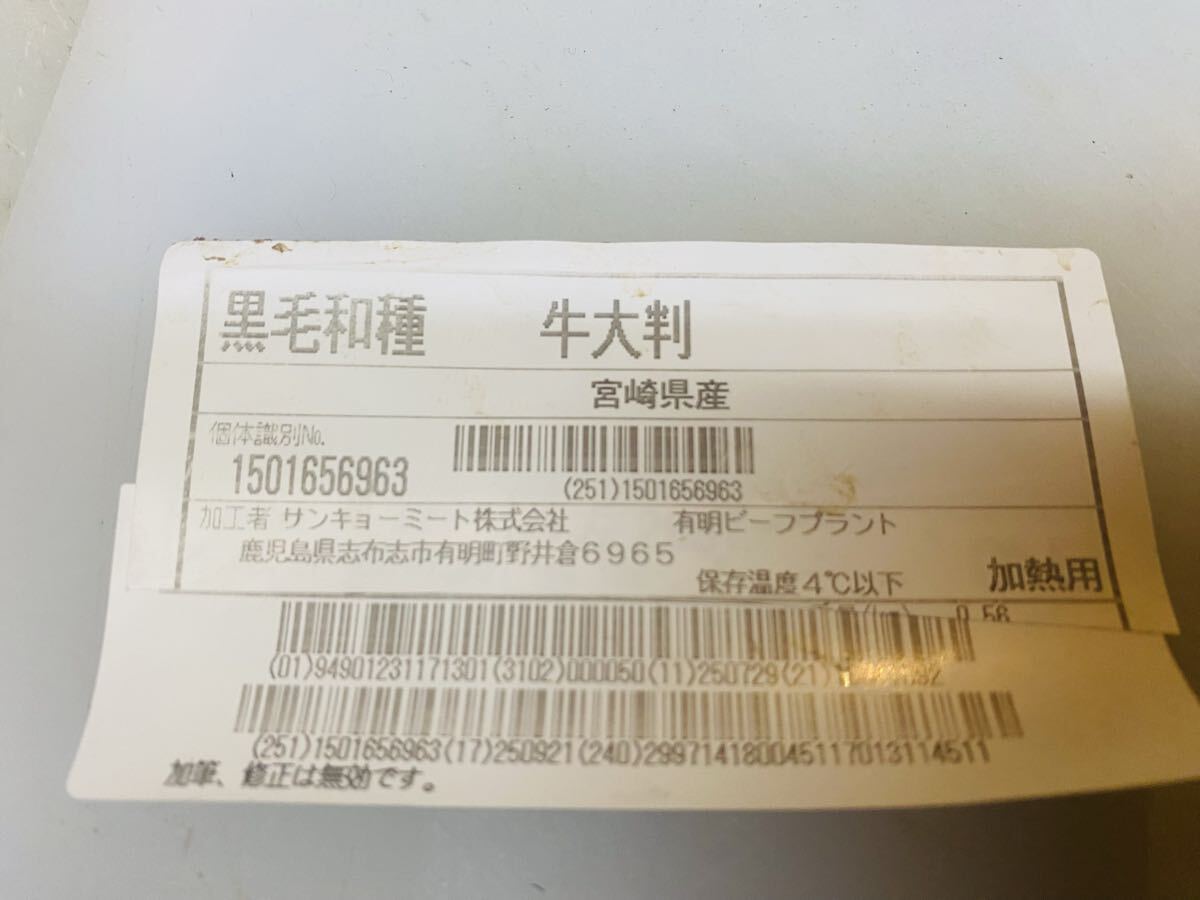 黒毛和種 牛大判
宮崎県産
個体識別No.
1501656963
(251)1501656963
加工者 サンキョーミート株式会社 有明ビーフプラント
鹿児島県志布志市有明町野井倉6965
保存温度4℃以下 加熱用
0.56
(01)94901231171301(3102)000050(11)250729(21)
(251)1501656963(17)250921(240)29971418004511701311451​1
加筆、修正は無効です。